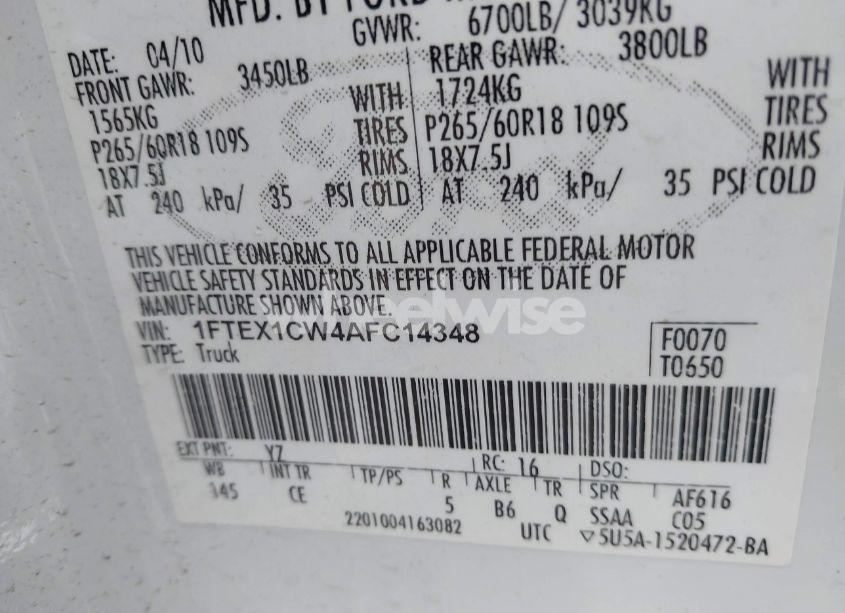 MFD. BY FORD
GVWR: 6700LB/ 3039KG
DATE: 04/10
FRONT GAWR: 3450LB
1565KG WITH
P265/60R18 109S TIRES
18X7.5J RIMS
AT 240 kPa/ 35 PSI COLD
REAR GAWR: 3800LB
1724KG WITH
P265/60R18 109S TIRES
18X7.5J RIMS
AT 240 kPa/ 35 PSI COLD
THIS VEHICLE CONFORMS TO ALL APPLICABLE FEDERAL MOTOR
VEHICLE SAFETY STANDARDS IN EFFECT ON THE DATE OF
MANUFACTURE SHOWN ABOVE.
VIN: 1FTEX1CW4AFC14348
TYPE: Truck
F0070
T0650
EXT PNT: YZ RC: 16 DSO:
WB INT TR TP/PS R AXLE TR SPR AF616
145 CE 5 B6 Q SSAA C05
2201004163082 UTC ▽5U5A-1520472-BA